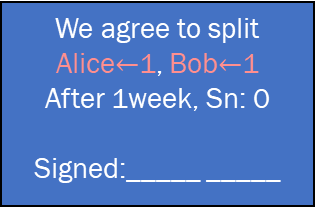 We agree to split
Alice←1, Bob←1
After 1week, Sn: 0
Signed:_____ _____